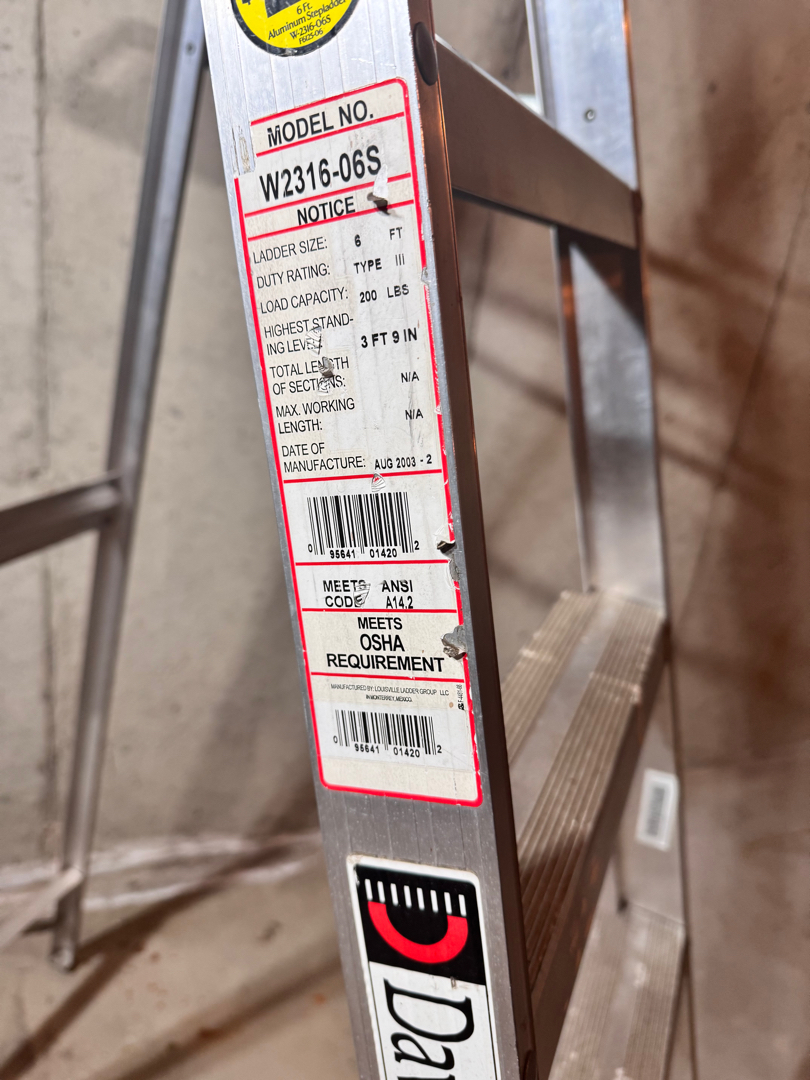 6 Ft.
Aluminum Stepladder
W-2316-06S
MODEL NO.
W2316-06S
NOTICE
LADDER SIZE: 6 FT
DUTY RATING: TYPE III
LOAD CAPACITY: 200 LBS
HIGHEST STAND-
ING LEVEL 3 FT 9 IN
TOTAL LENGTH
OF SECTIONS: N/A
MAX. WORKING
LENGTH: N/A
DATE OF
MANUFACTURE: AUG 2003 - 2
0 95641 01420 2
MEETS ANSI
CODE A14.2
MEETS
OSHA
REQUIREMENT
MANUFACTURED BY: LOUISVILLE LADDER GROUP LLC
IN MONTERREY, MEXICO.
0 95641 01420 2